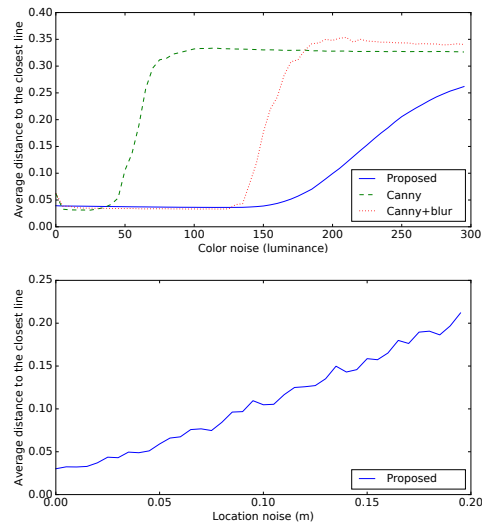 0.40
0.35
0.30
0.25
0.20
0.15
0.10
0.05
0.00
Average distance to the closest line
Proposed
Canny
Canny+blur
0 50 100 150 200 250 300
Color noise (luminance)
0.25
0.20
0.15
0.10
0.05
0.00
Average distance to the closest line
Proposed
0.00 0.05 0.10 0.15 0.20
Location noise (m)